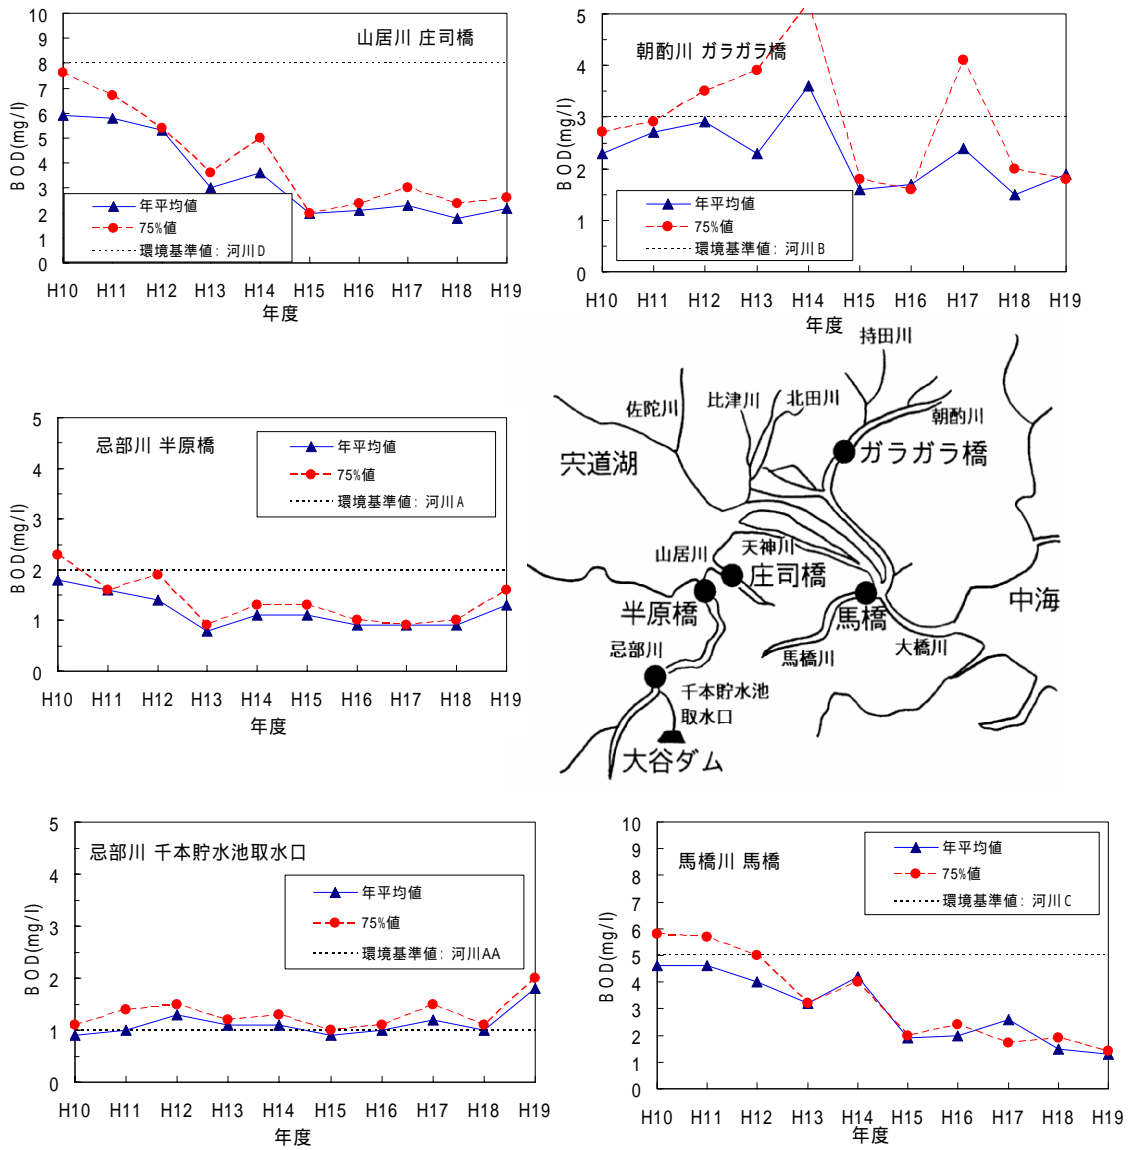 山居川 庄司橋
BOD(mg/l)
10
9
8
7
6
5
4
3
2
1
0
年平均値
75%値
環境基準値: 河川D
H10 H11 H12 H13 H14 H15 H16 H17 H18 H19
年度
朝酌川 ガラガラ橋
BOD(mg/l)
5
4
3
2
1
0
年平均値
75%値
環境基準値: 河川B
H10 H11 H12 H13 H14 H15 H16 H17 H18 H19
年度
忌部川 半原橋
BOD(mg/l)
5
4
3
2
1
0
年平均値
75%値
環境基準値: 河川A
H10 H11 H12 H13 H14 H15 H16 H17 H18 H19
年度
持田川
佐陀川
比津川
北田川
朝酌川
宍道湖
ガラガラ橋
山居川
天神川
庄司橋
半原橋
馬橋
中海
忌部川
馬橋川
大橋川
千本貯水池
取水口
大谷ダム
忌部川 千本貯水池取水口
BOD(mg/l)
5
4
3
2
1
0
年平均値
75%値
環境基準値: 河川AA
H10 H11 H12 H13 H14 H15 H16 H17 H18 H19
年度
馬橋川 馬橋
BOD(mg/l)
10
9
8
7
6
5
4
3
2
1
0
年平均値
75%値
環境基準値: 河川C
H10 H11 H12 H13 H14 H15 H16 H17 H18 H19
年度